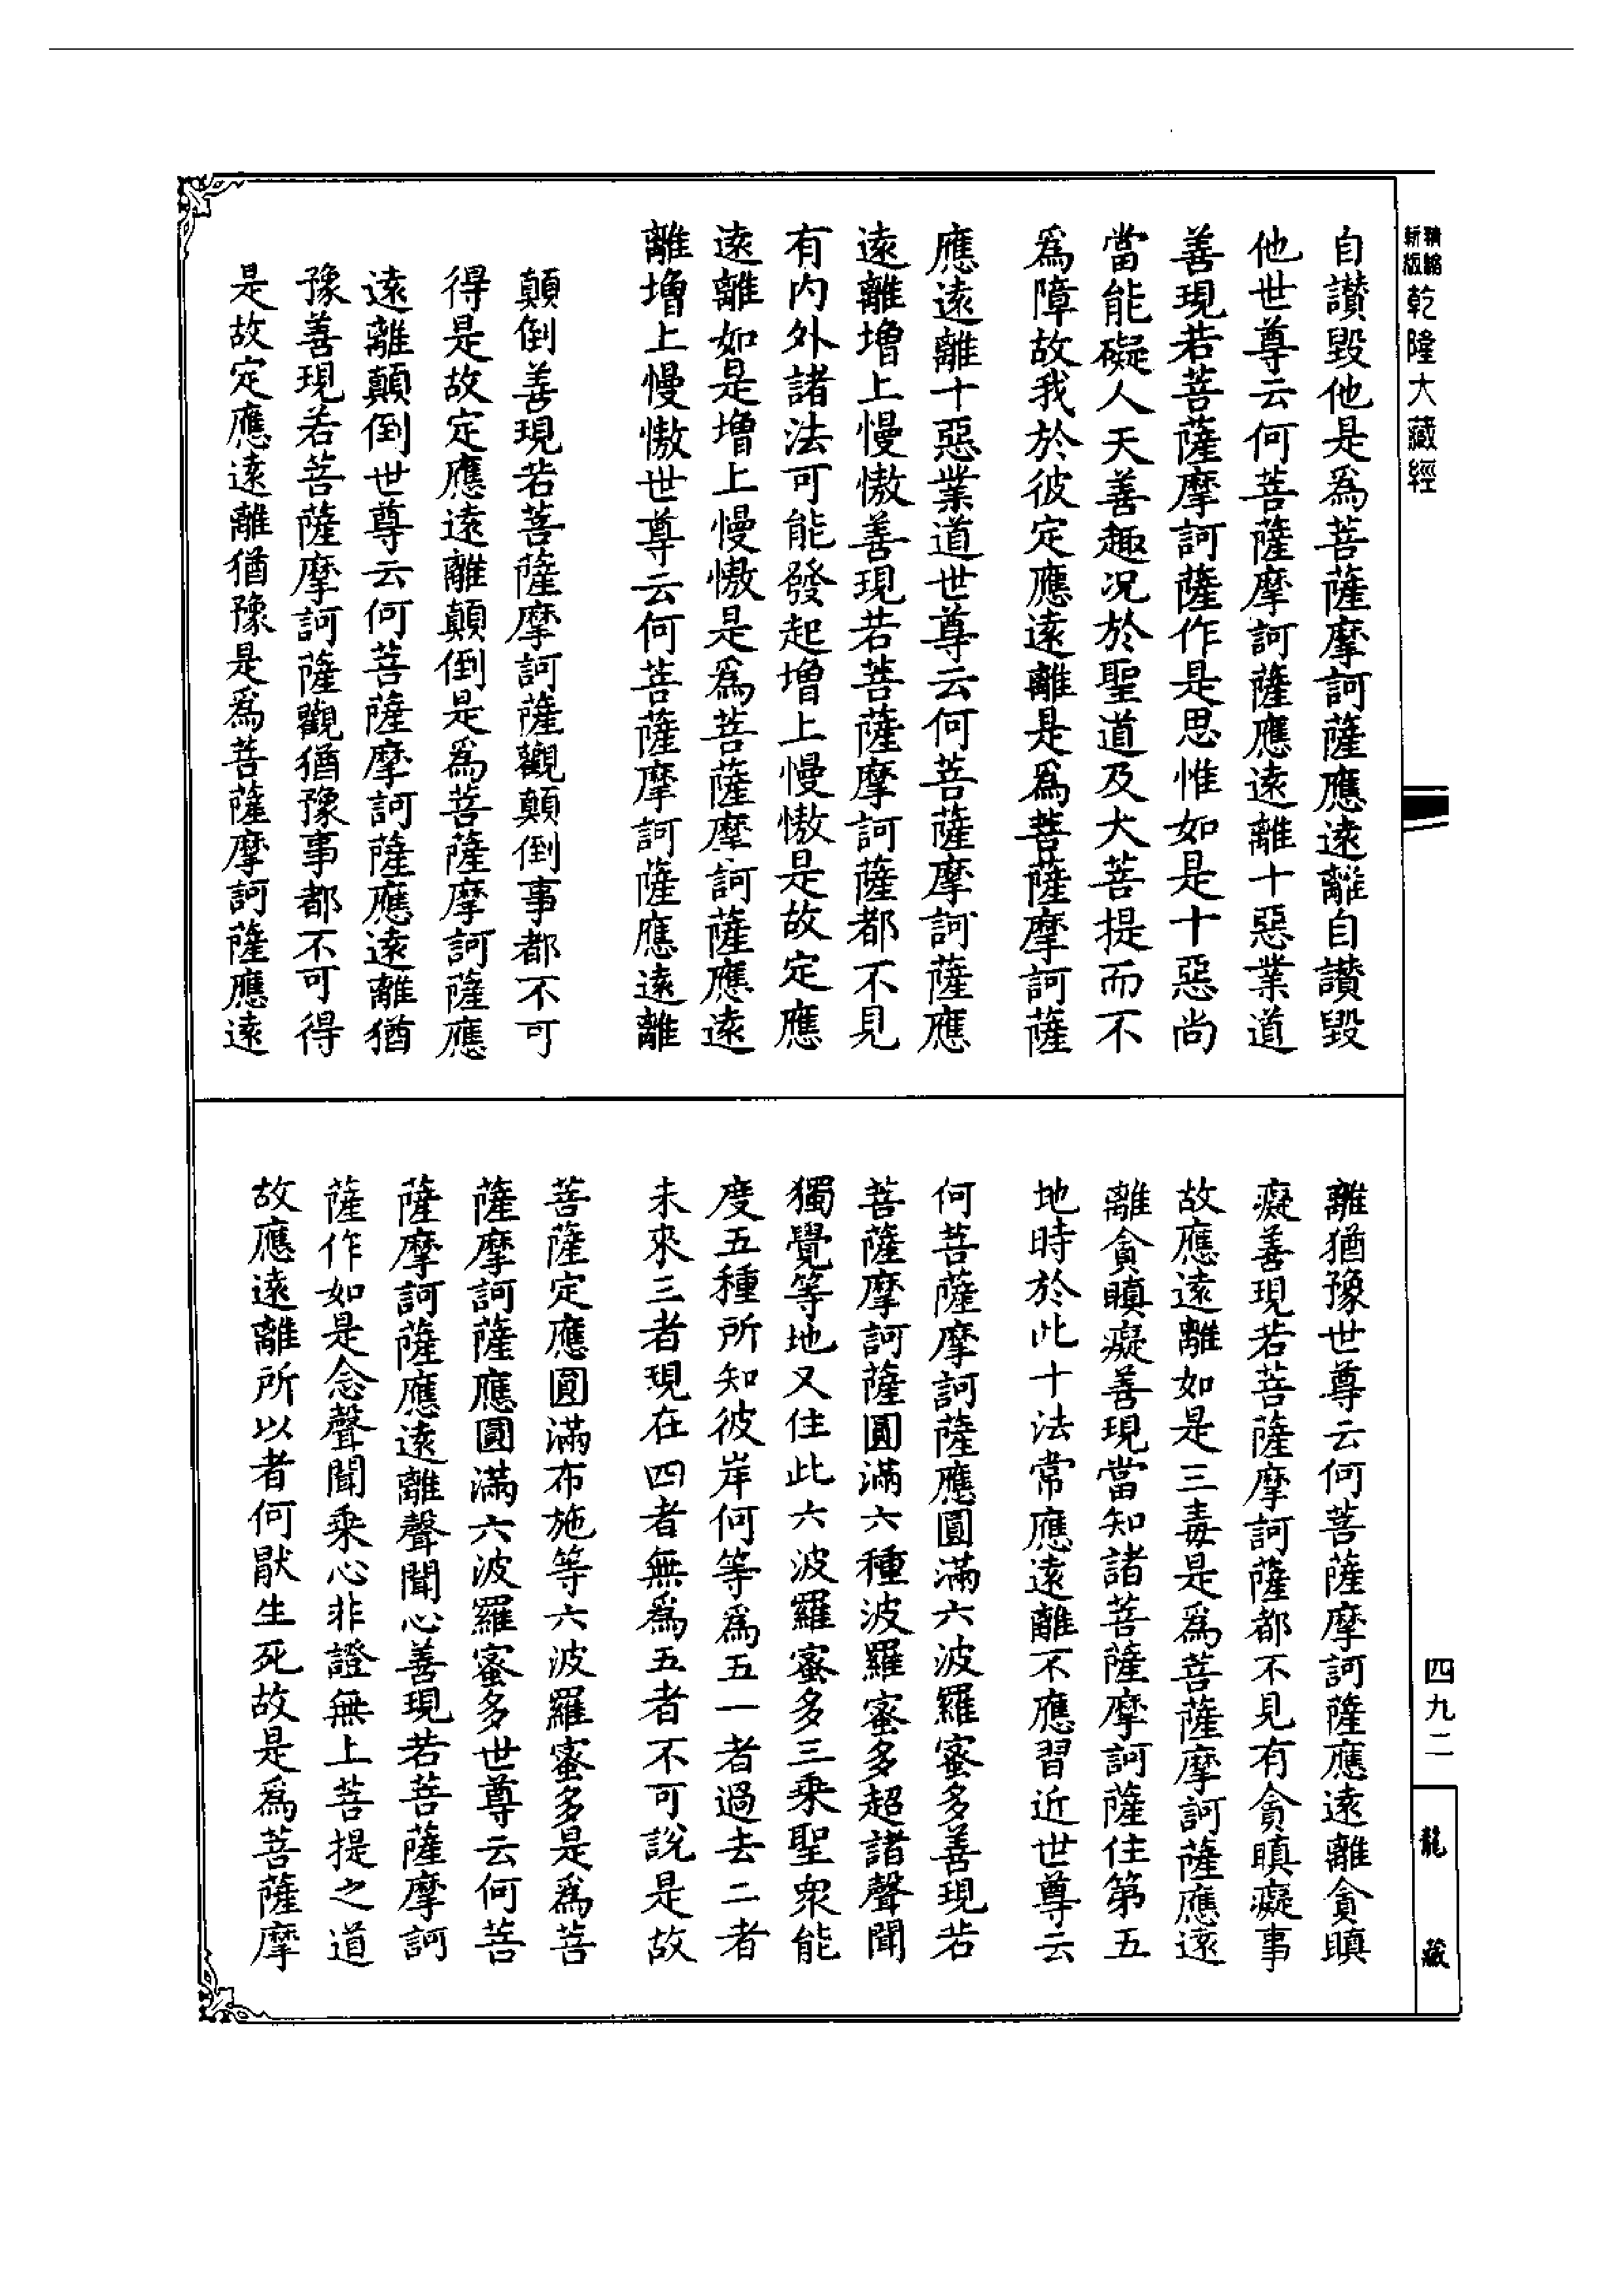 精縮新版乾隆大藏經
自讃毀他是爲菩薩摩訶薩應遠離自讃毀
他世尊云何菩薩摩訶薩應遠離十惡業道
善現若菩薩摩訶薩作是思惟如是十惡尚
當能礙人天善趣况於聖道及大菩提而不
爲障故我於彼定應遠離是爲菩薩摩訶薩
應遠離十惡業道世尊云何菩薩摩訶薩應
遠離增上慢慠善現若菩薩摩訶薩都不見
有内外諸法可能發起增上慢慠是故定應
遠離如是增上慢慠是爲菩薩摩訶薩應遠
離增上慢慠世尊云何菩薩摩訶薩應遠離
顛倒善現若菩薩摩訶薩觀顛倒事都不可
得是故定應遠離顛倒是爲菩薩摩訶薩應
遠離顛倒世尊云何菩薩摩訶薩應遠離猶
豫善現若菩薩摩訶薩觀猶豫事都不可得
是故定應遠離猶豫是爲菩薩摩訶薩應遠
離猶豫世尊云何菩薩摩訶薩應遠離貪瞋
癡善現若菩薩摩訶薩都不見有貪瞋癡事
故應遠離如是三毒是爲菩薩摩訶薩應遠
離貪瞋癡善現當知諸菩薩摩訶薩住第五
地時於此十法常應遠離不應習近世尊云
何菩薩摩訶薩應圓滿六波羅蜜多善現若
菩薩摩訶薩圓滿六種波羅蜜多超諸聲聞
獨覺等地又住此六波羅蜜多三乘聖眾能
度五種所知彼岸何等爲五一者過去二者
未來三者現在四者無爲五者不可說是故
菩薩定應圓滿布施等六波羅蜜多是爲菩
薩摩訶薩應圓滿六波羅蜜多世尊云何菩
薩摩訶薩應遠離聲聞心善現若菩薩摩訶
薩作如是念聲聞乘心非證無上菩提之道
故應遠離所以者何厭生死故是爲菩薩摩
四九二
龍藏